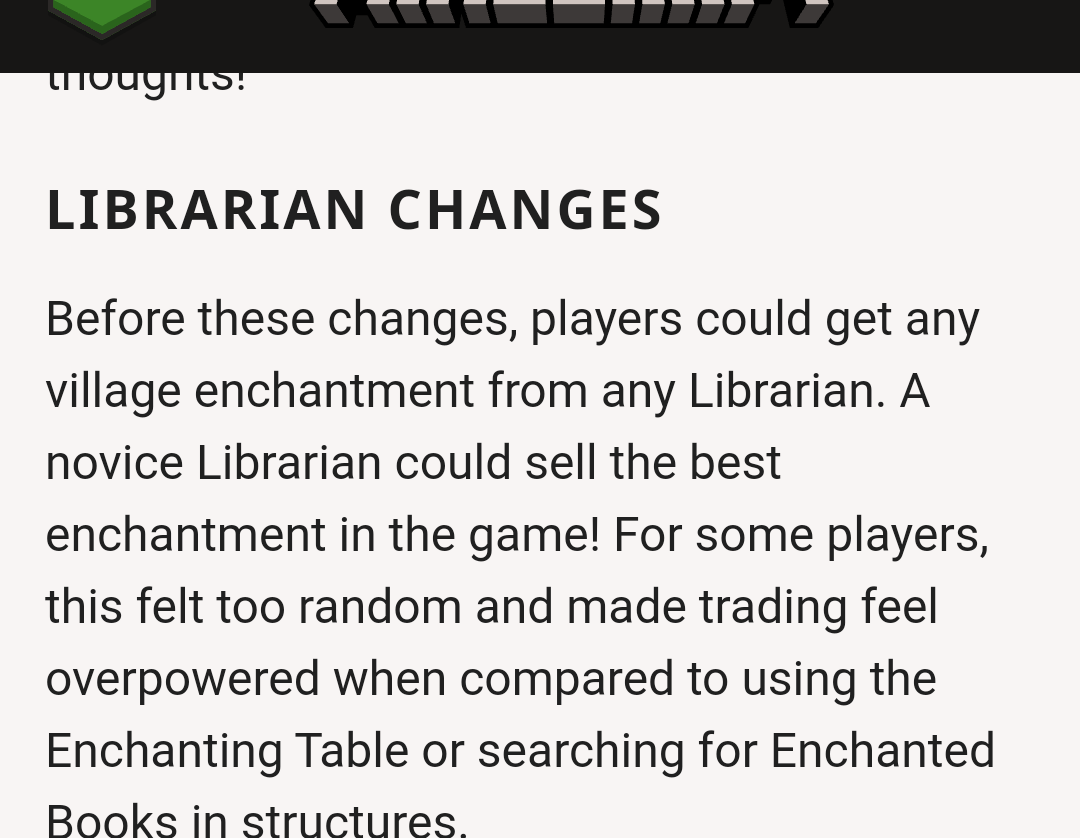 thoughts!
LIBRARIAN CHANGES
Before these changes, players could get any
village enchantment from any Librarian. A
novice Librarian could sell the best
enchantment in the game! For some players,
this felt too random and made trading feel
overpowered when compared to using the
Enchanting Table or searching for Enchanted
Books in structures.